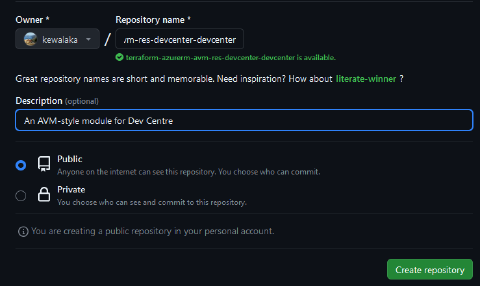 Owner * Repository name *
kewalaka / /m-res-devcenter-devcenter
terraform-azurerm-avm-res-devcenter-devcenter is available.
Great repository names are short and memorable. Need inspiration? How about literate-winner ?
Description (optional)
An AVM-style module for Dev Centre
Public
Anyone on the internet can see this repository. You choose who can commit.
Private
You choose who can see and commit to this repository.
You are creating a public repository in your personal account.
Create repository